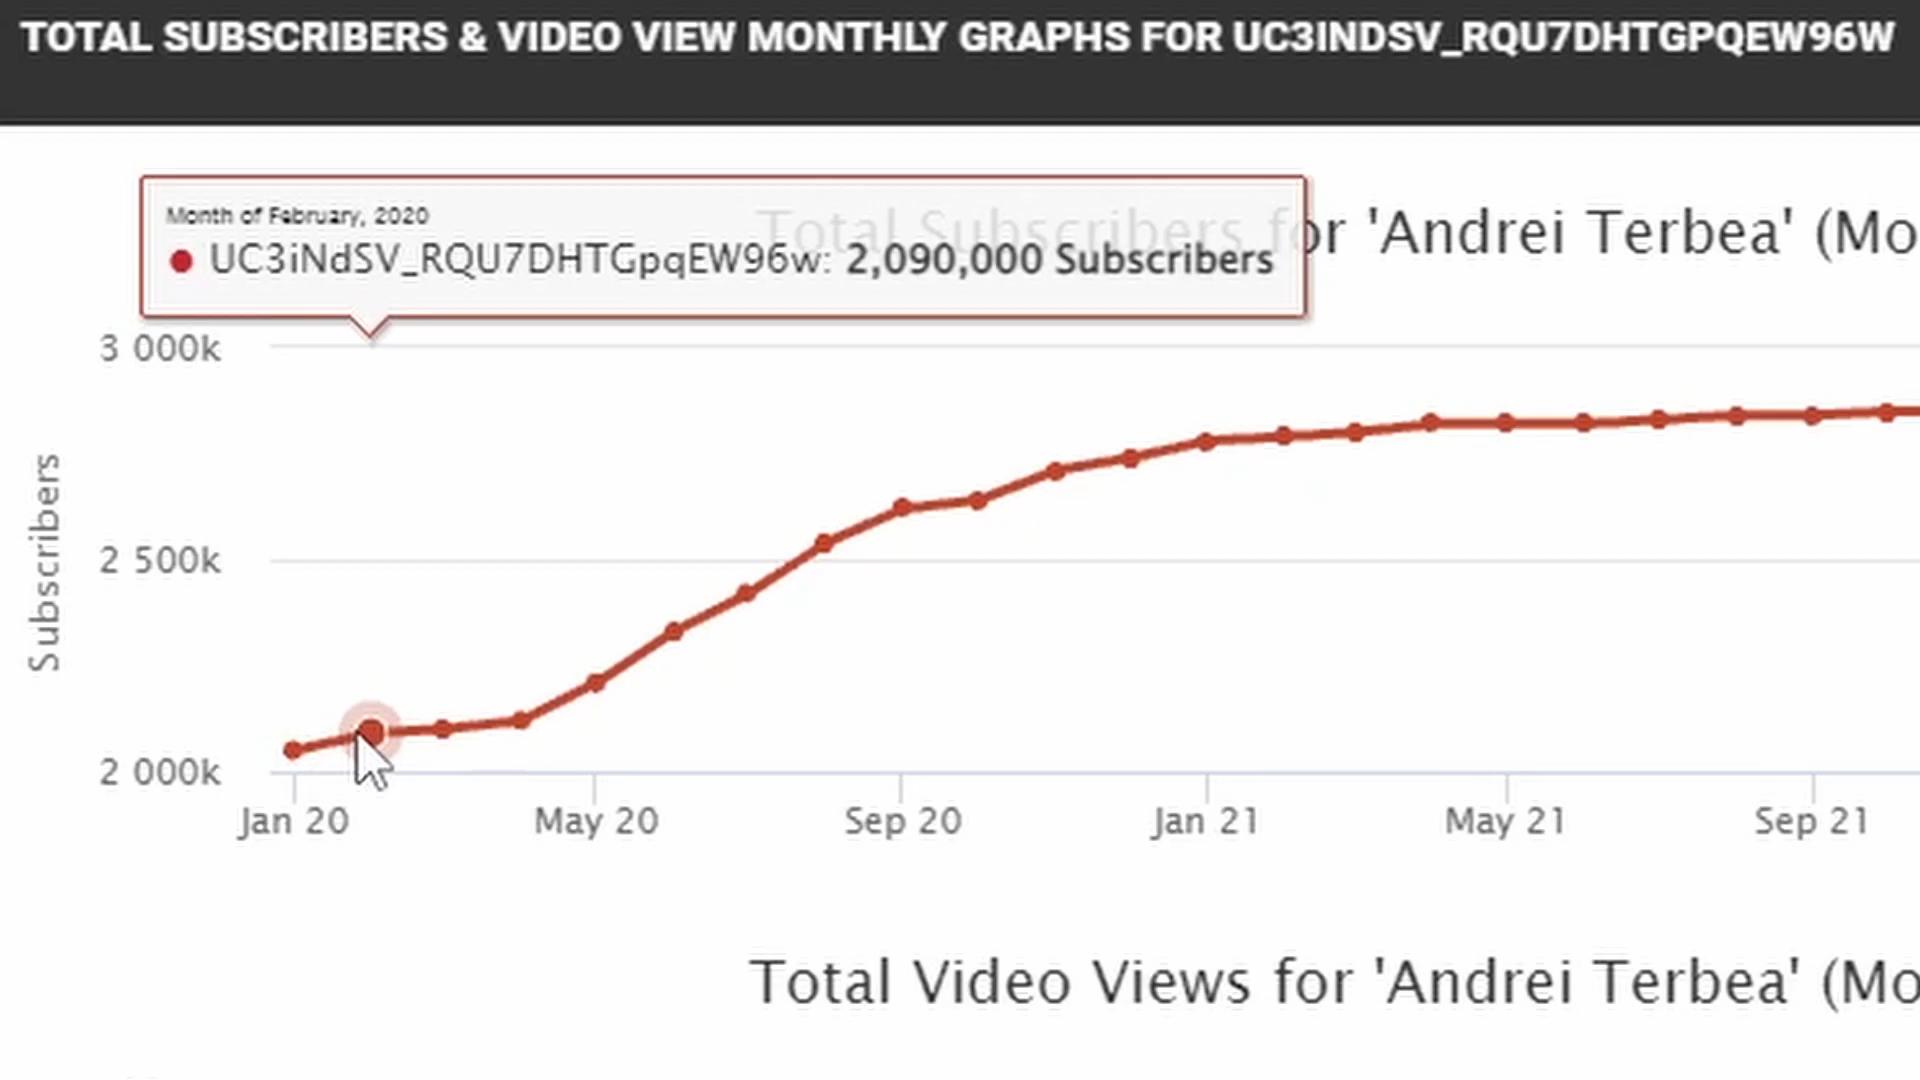 TOTAL SUBSCRIBERS & VIDEO VIEW MONTHLY GRAPHS FOR UC3INDSV_RQU7DHTGPQEW96W
Month of February, 2020
Total Subscribers for 'Andrei Terbea' (Mo
UC3iNdSV_RQU7DHTGpqEW96w: 2,090,000 Subscribers
3 000k
2 500k
2 000k
Subscribers
Jan 20 May 20 Sep 20 Jan 21 May 21 Sep 21
Total Video Views for 'Andrei Terbea' (Mo